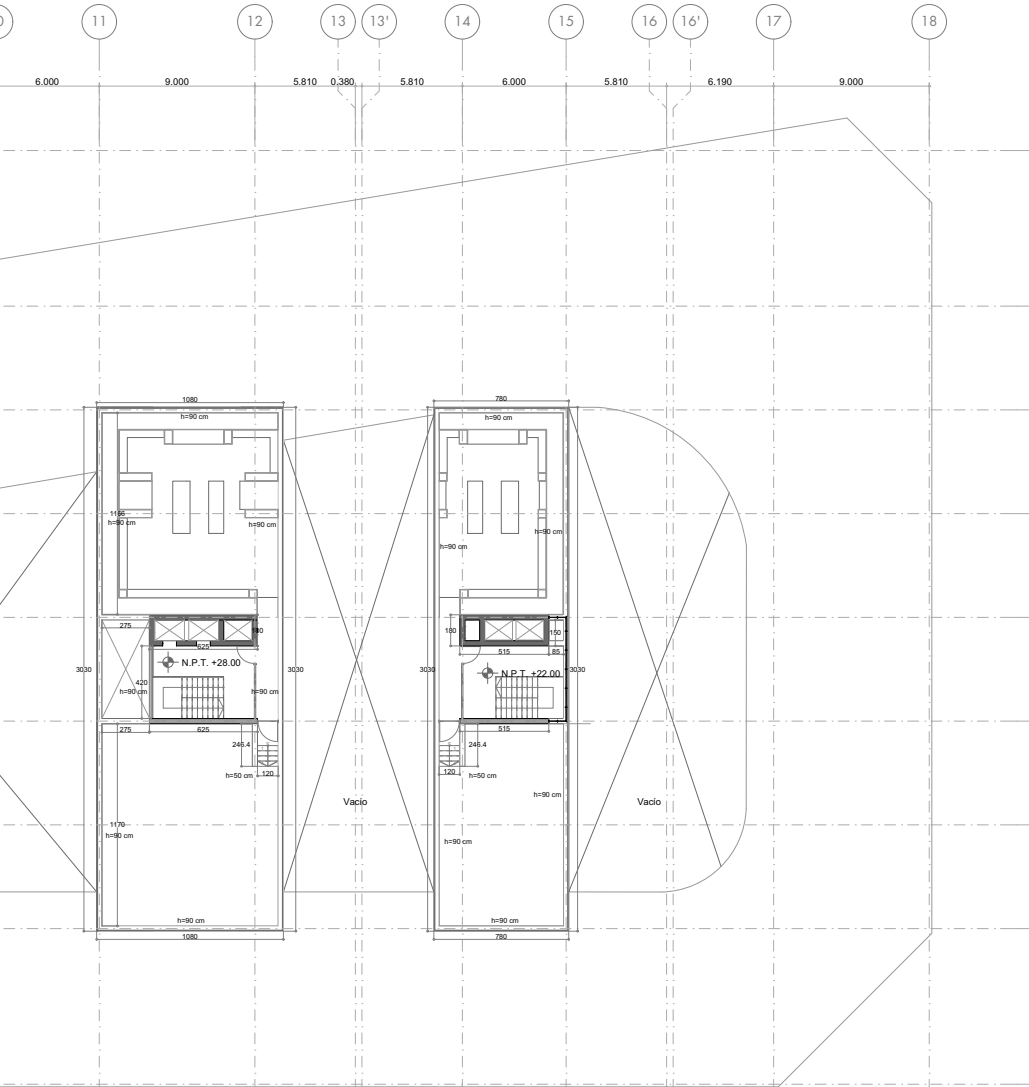 11 12 13 13' 14 15 16 16' 17 18
6.000 9.000 5.810 0.380 5.810 6.000 5.810 6.190 9.000
1080 780
h=90 cm h=90 cm
1166
h=90 cm h=90 cm h=90 cm
h=90 cm
275 180 180 150
625 515 85
N.P.T. +28.00
3030 3030 3030 N.P.T. +22.00 3030
420
h=90 cm h=90 cm
275 625 515
246.4 246.4
h=50 cm 120 120 h=50 cm
h=90 cm
Vacio Vacio
1170
h=90 cm h=90 cm
h=90 cm h=90 cm
1080 780